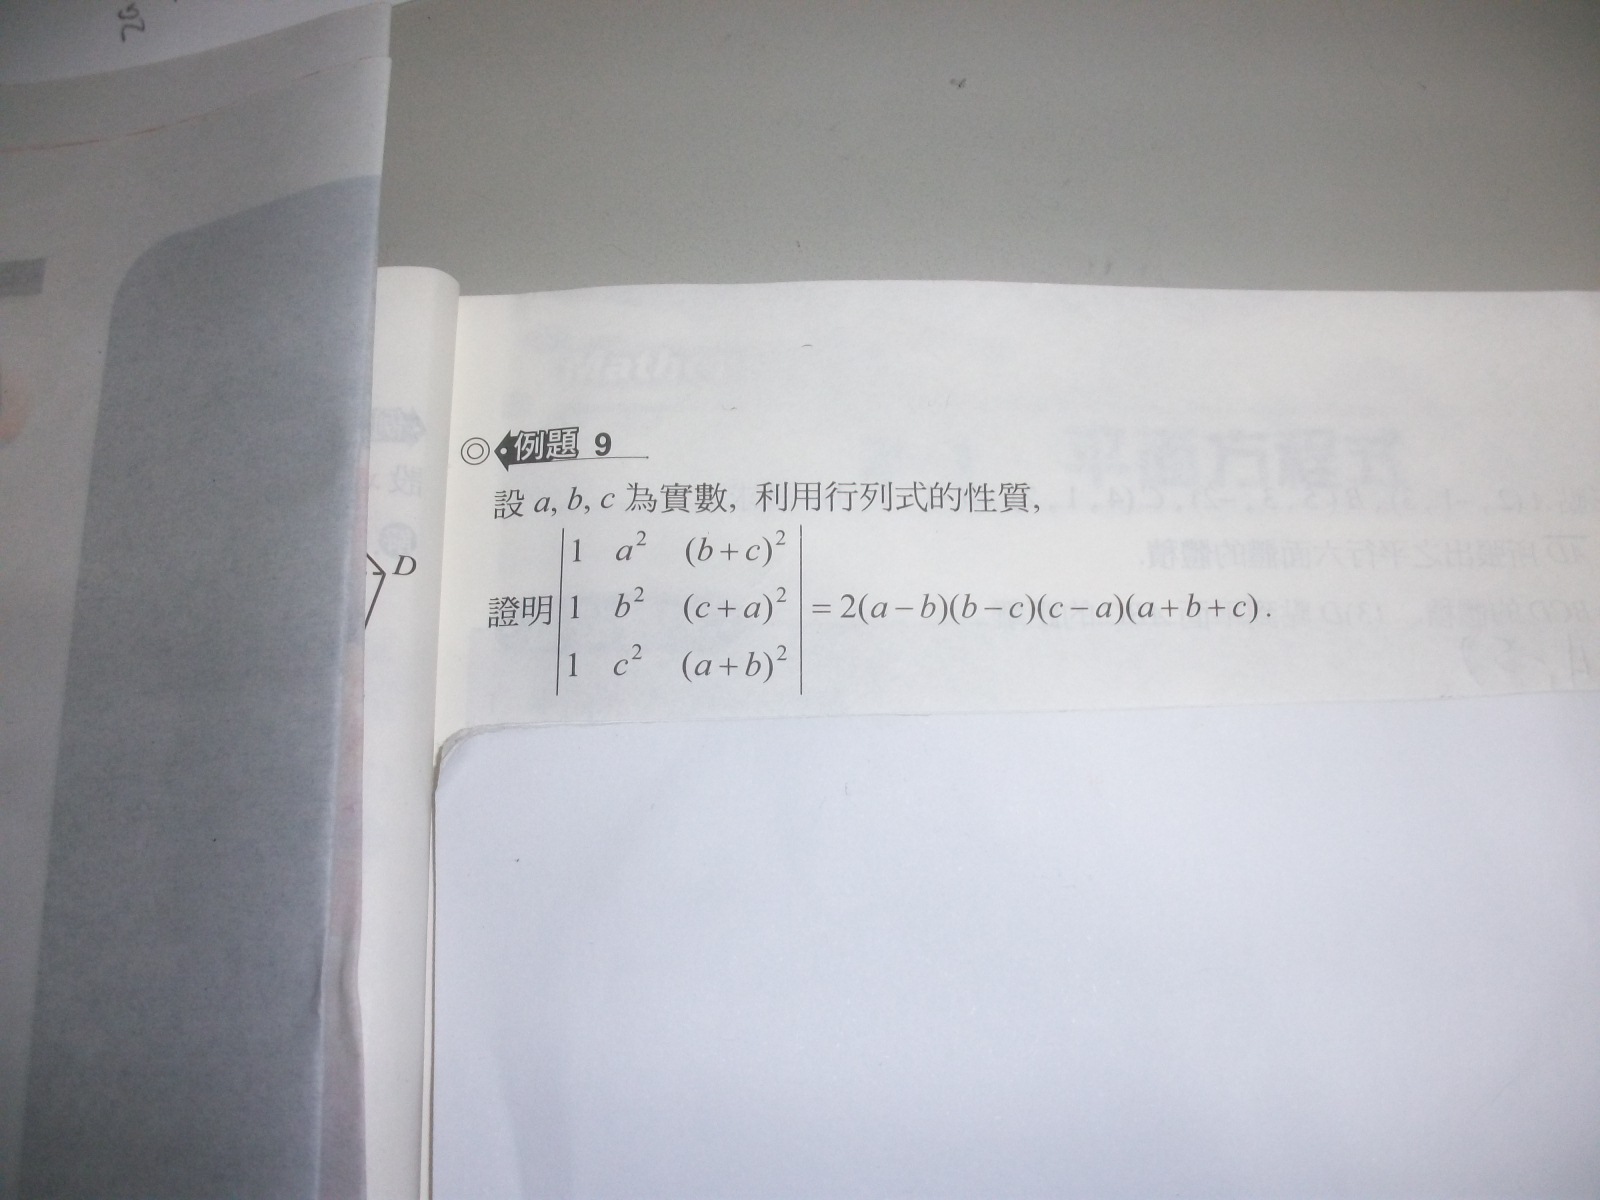 D
◎例題 9
設 a, b, c 為實數, 利用行列式的性質,
證明 | 1 a² (b+c)² |
| 1 b² (c+a)² | = 2(a−b)(b−c)(c−a)(a+b+c).
| 1 c² (a+b)² |